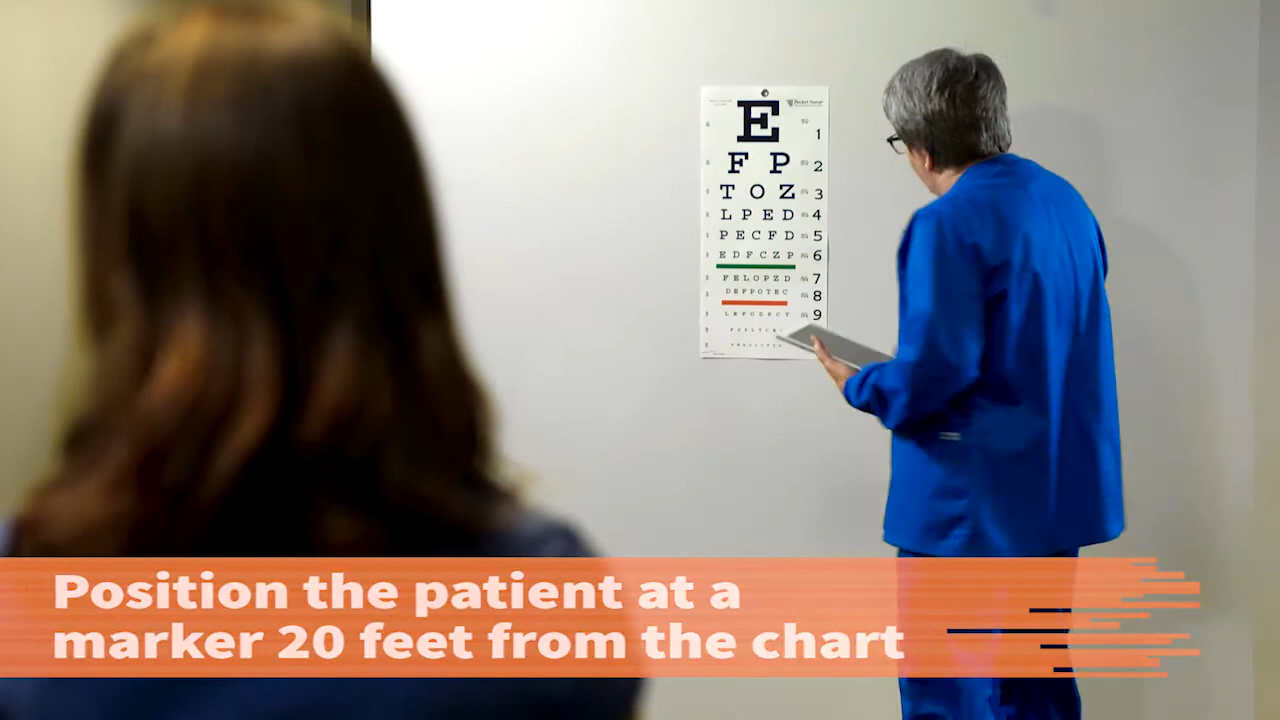 E 1
F P 2
T O Z 3
L P E D 4
P E C F D 5
E D F C Z P 6
F E L O P Z D 7
D E F P O T E C 8
L E F O D P C T 9
Position the patient at a
marker 20 feet from the chart